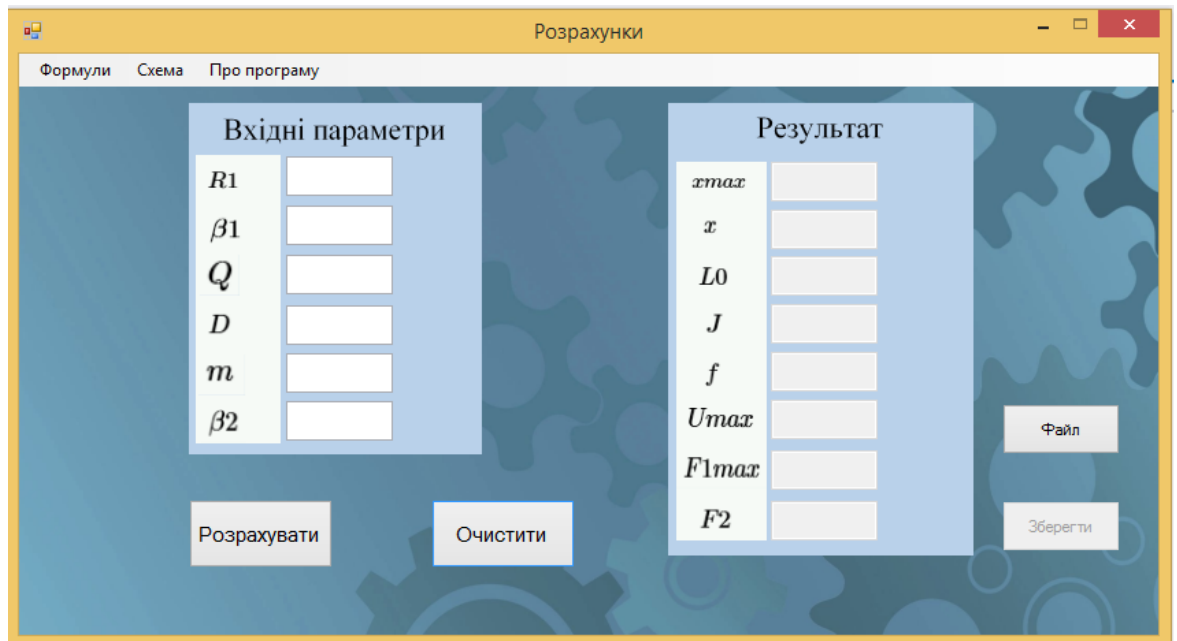 Розрахунки
Формули Схема Про програму
Вхідні параметри
R1
β1
Q
D
m
β2
Розрахувати
Очистити
Результат
xmax
x
L0
J
f
Umax
F1max
F2
Файл
Зберегти